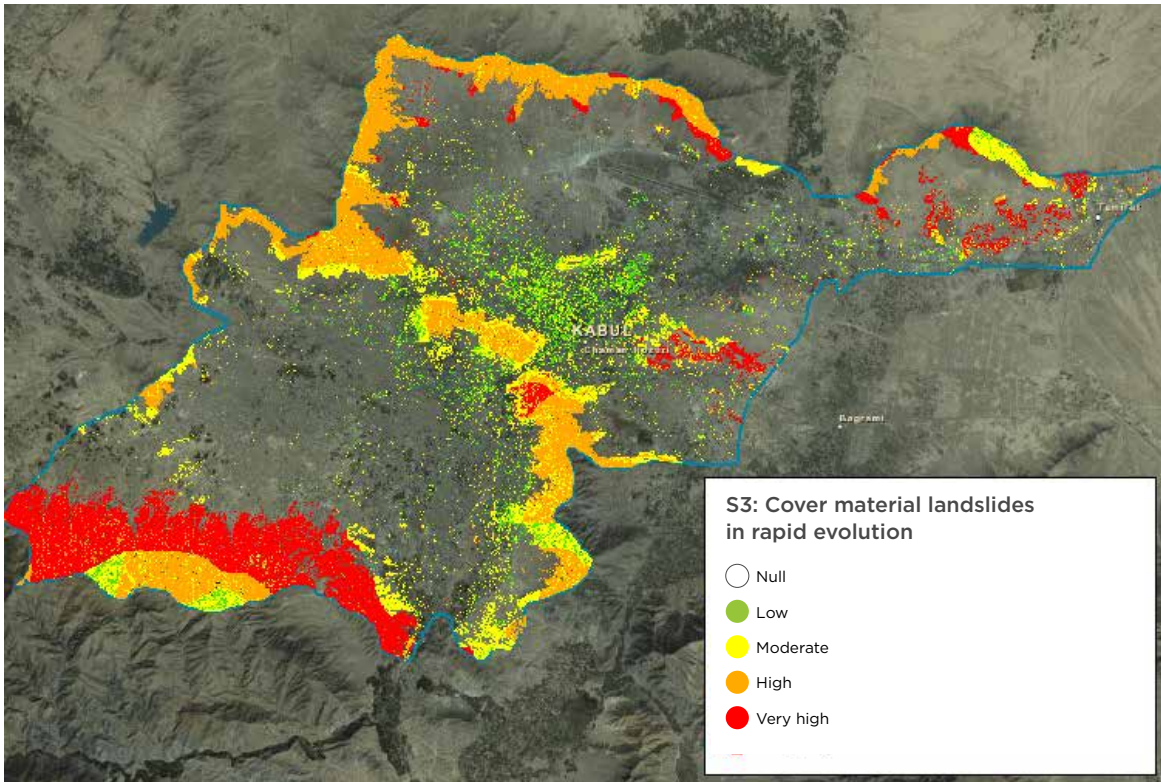 KABUL
Bagrami
S3: Cover material landslides
in rapid evolution
Null
Low
Moderate
High
Very high